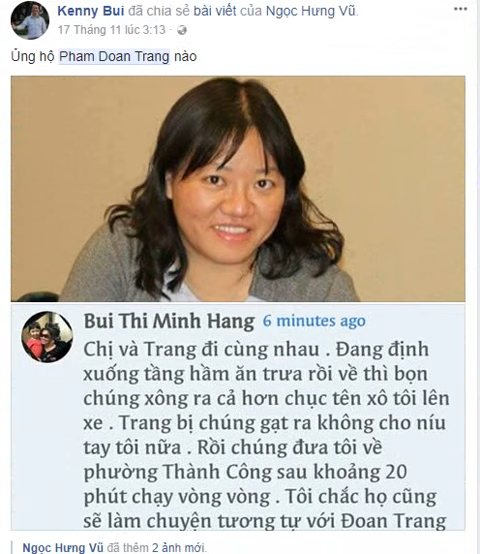 Kenny Bui đã chia sẻ bài viết của Ngọc Hưng Vũ.
17 Tháng 11 lúc 3:13 ·
Ủng hộ Pham Doan Trang nào
Bui Thi Minh Hang 6 minutes ago
Chị và Trang đi cùng nhau . Đang định
xuống tầng hầm ăn trưa rồi về thì bọn
chúng xông ra cả hơn chục tên xô tôi lên
xe . Trang bị chúng gạt ra không cho níu
tay tôi nữa . Rồi chúng đưa tôi về
phường Thành Công sau khoảng 20
phút chạy vòng vòng . Tôi chắc họ cũng
sẽ làm chuyện tương tự với Đoan Trang
Ngọc Hưng Vũ đã thêm 2 ảnh mới.